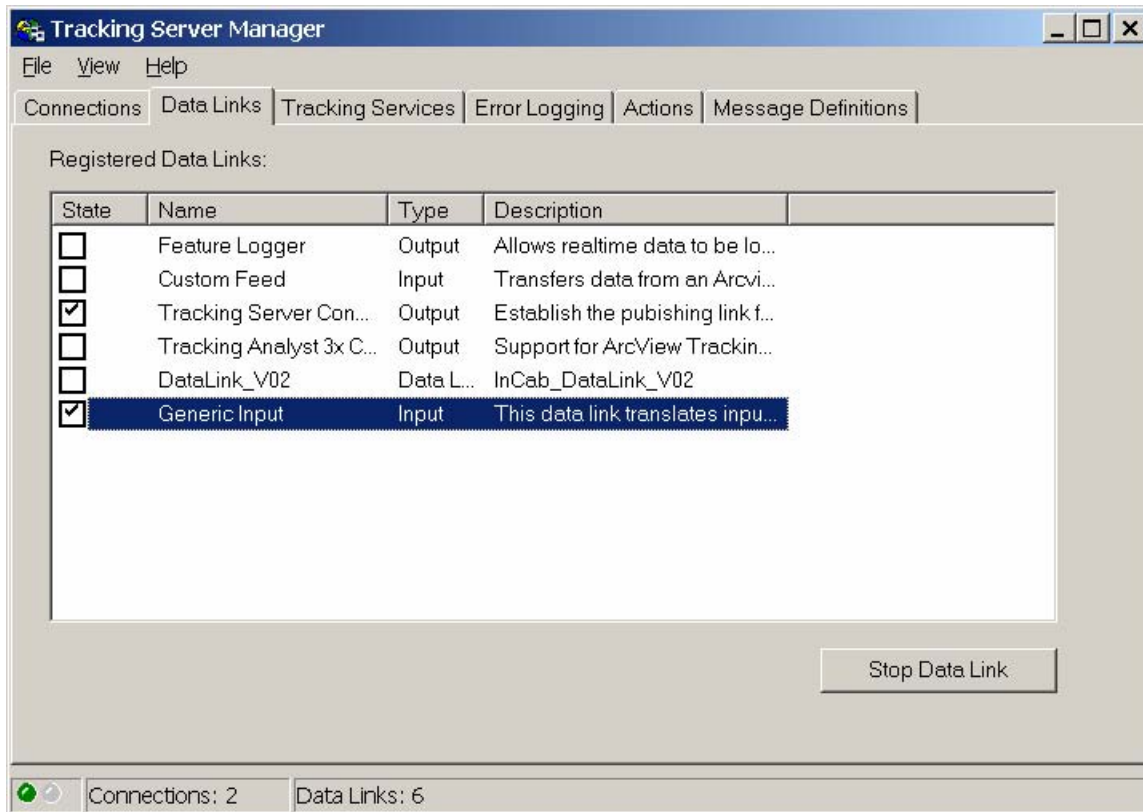 Tracking Server Manager
File View Help
Connections Data Links Tracking Services Error Logging Actions Message Definitions
Registered Data Links:
State Name Type Description
Feature Logger Output Allows realtime data to be lo...
Custom Feed Input Transfers data from an Arcvi...
Tracking Server Con... Output Establish the pubishing link f...
Tracking Analyst 3x C... Output Support for ArcView Trackin...
DataLink_V02 Data L... InCab_DataLink_V02
Generic Input Input This data link translates inpu...
Stop Data Link
Connections: 2 Data Links: 6